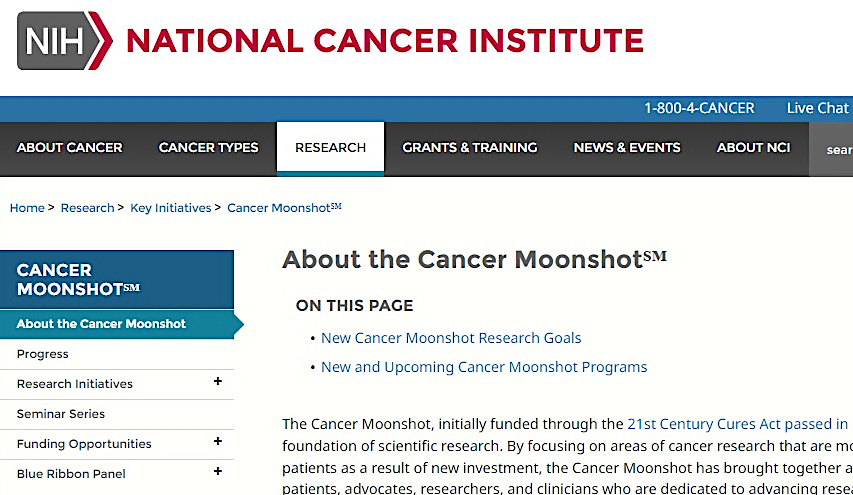 NIH NATIONAL CANCER INSTITUTE
1-800-4-CANCER Live Chat
ABOUT CANCER CANCER TYPES RESEARCH GRANTS & TRAINING NEWS & EVENTS ABOUT NCI sear
Home > Research > Key Initiatives > Cancer Moonshot℠
CANCER
MOONSHOT℠
About the Cancer Moonshot
Progress
Research Initiatives +
Seminar Series
Funding Opportunities +
Blue Ribbon Panel +
About the Cancer Moonshot℠
ON THIS PAGE
• New Cancer Moonshot Research Goals
• New and Upcoming Cancer Moonshot Programs
The Cancer Moonshot, initially funded through the 21st Century Cures Act passed in
foundation of scientific research. By focusing on areas of cancer research that are mo
patients as a result of new investment, the Cancer Moonshot has brought together a
patients, advocates, researchers, and clinicians who are dedicated to advancing resea